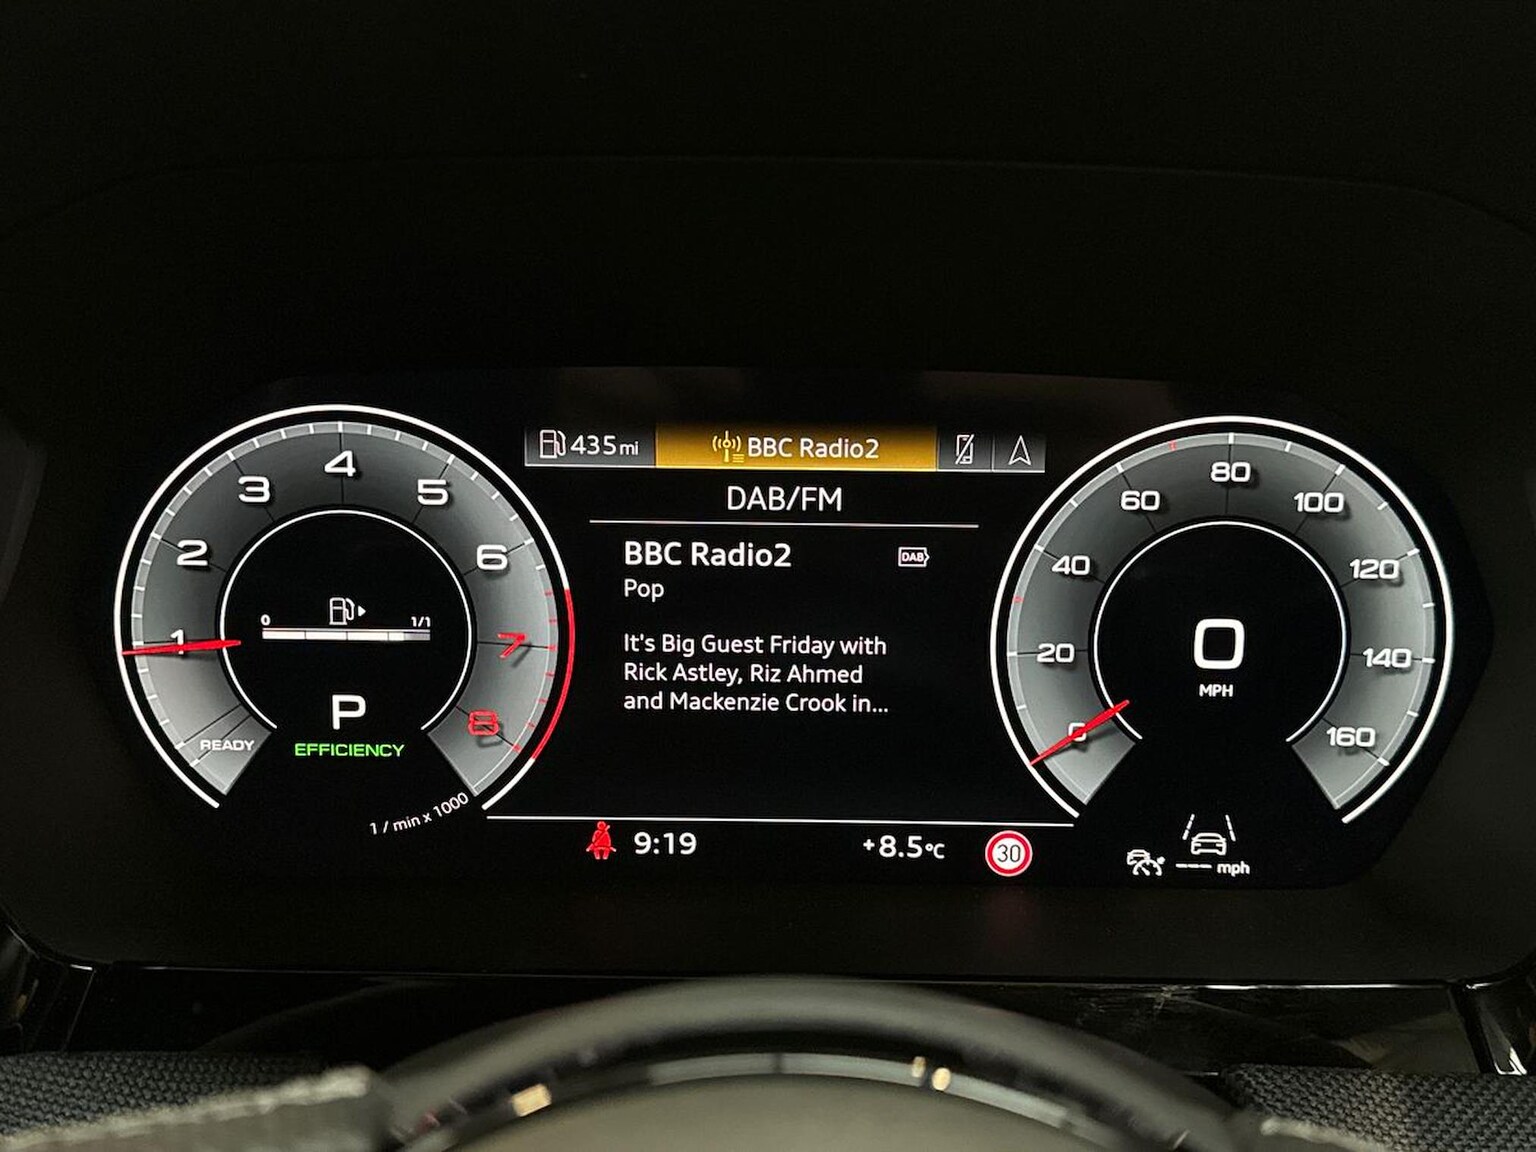 435 mi
BBC Radio2
DAB/FM
BBC Radio2
DAB
Pop
It's Big Guest Friday with
Rick Astley, Riz Ahmed
and Mackenzie Crook in...
READY
1
2
3
4
5
6
7
8
1 / min x 1000
0
1/1
P
EFFICIENCY
0
20
40
60
80
100
120
140
160
0
MPH
9:19
+8.5°C
30
--- mph